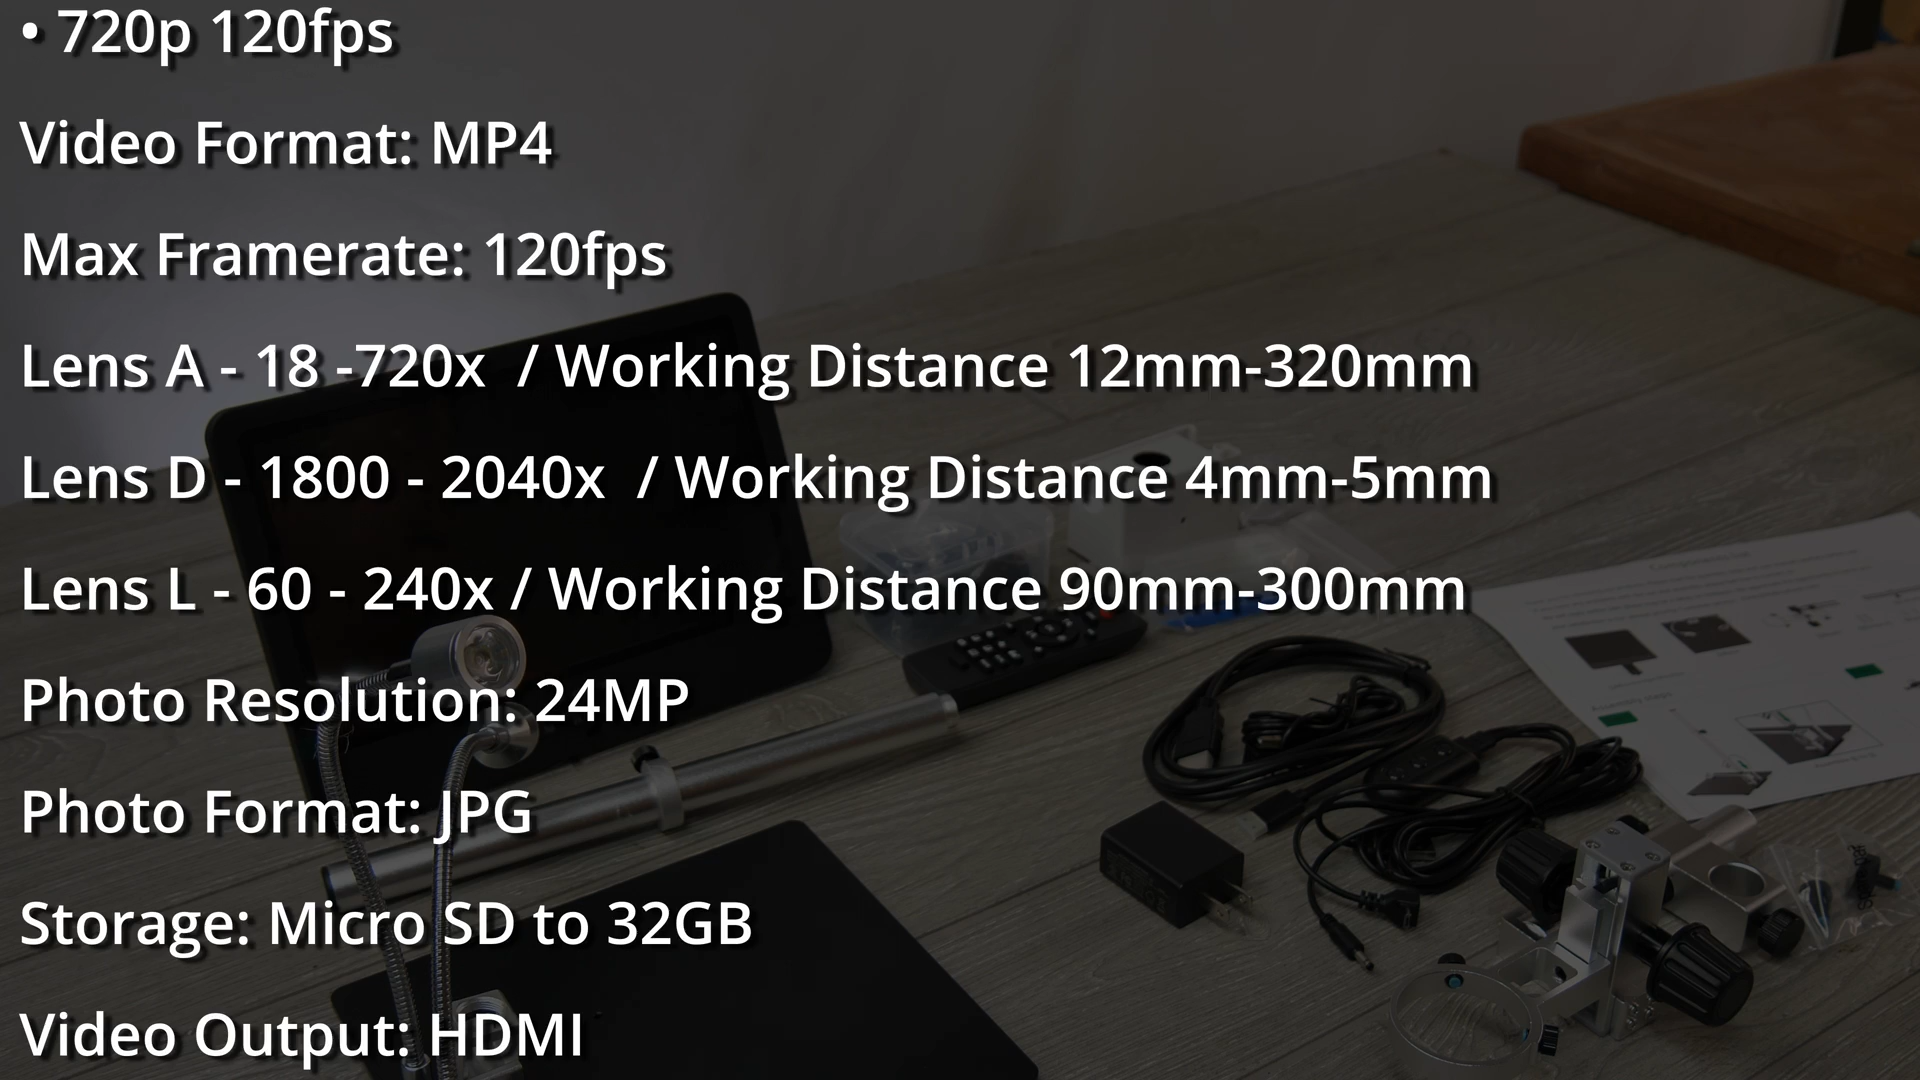 • 720p 120fps
Video Format: MP4
Max Framerate: 120fps
Lens A - 18 -720x / Working Distance 12mm-320mm
Lens D - 1800 - 2040x / Working Distance 4mm-5mm
Lens L - 60 - 240x / Working Distance 90mm-300mm
Photo Resolution: 24MP
Photo Format: JPG
Storage: Micro SD to 32GB
Video Output: HDMI